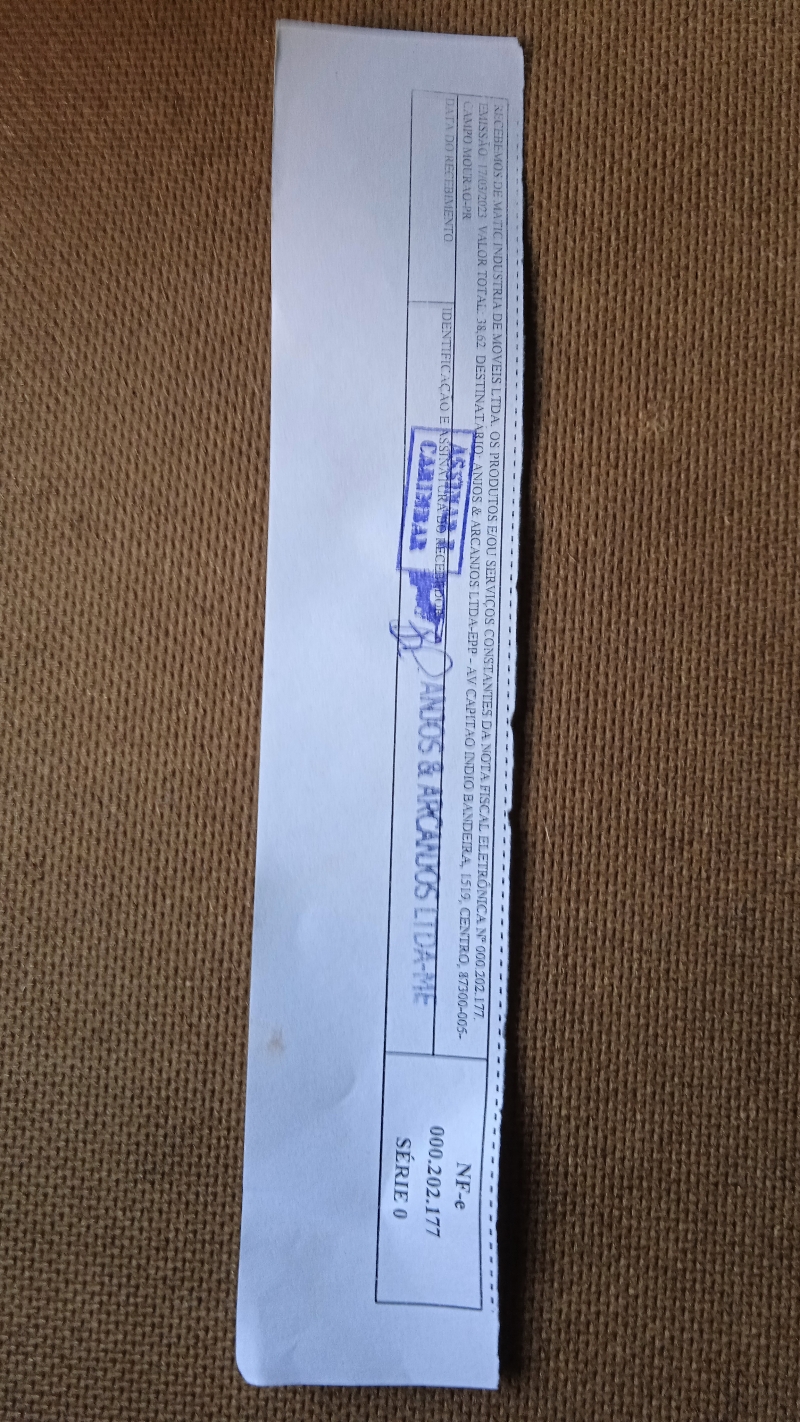 RECEBEMOS DE MATIC INDUSTRIA DE MOVEIS LTDA. OS PRODUTOS E/OU SERVIÇOS CONSTANTES DA NOTA FISCAL ELETRÔNICA Nº 000.202.177.
EMISSÃO: 17/03/2023 VALOR TOTAL: 38,62 DESTINATÁRIO: ANJOS & ARCANJOS LTDA-EPP - AV CAPITAO INDIO BANDEIRA, 1519, CENTRO, 87300-005-
CAMPO MOURAO-PR
DATA DO RECEBIMENTO
IDENTIFICAÇÃO E ASSINATURA DO RECEBEDOR
ASSINAR E
CARIMBAR
ANJOS & ARCANJOS LTDA-ME
NF-e
000.202.177
SÉRIE 0